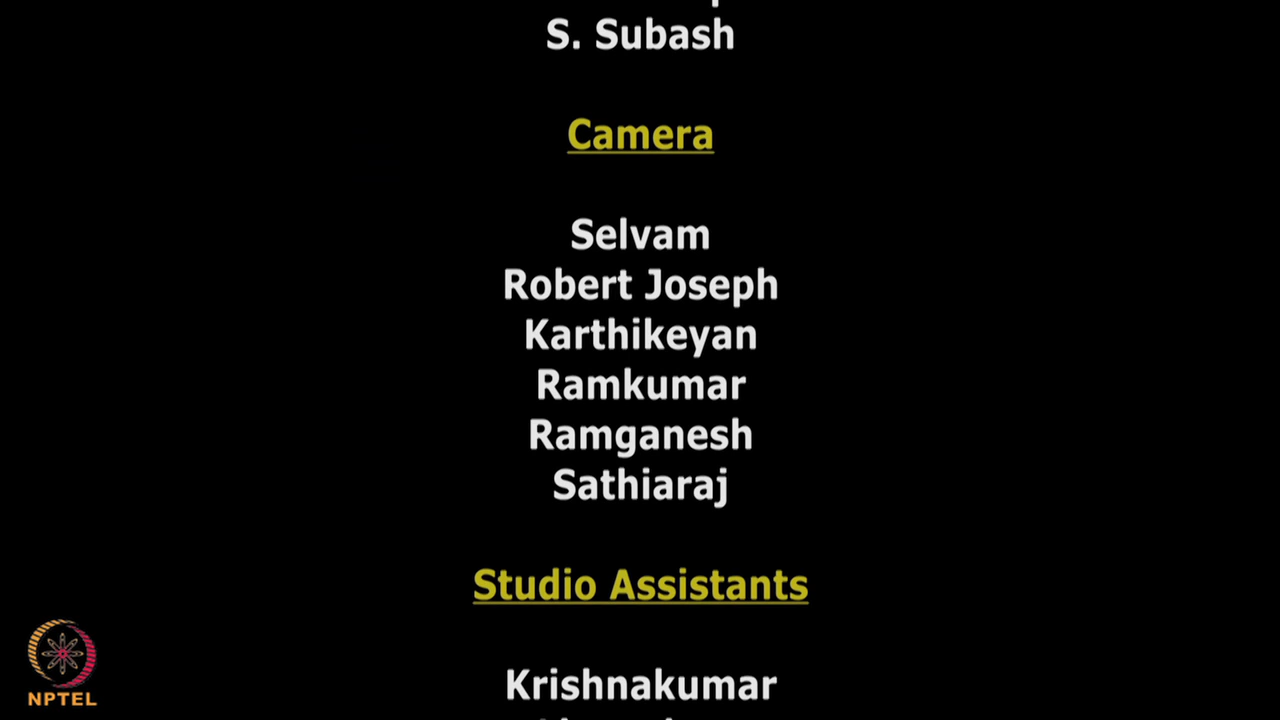 S. Subash
Camera
Selvam
Robert Joseph
Karthikeyan
Ramkumar
Ramganesh
Sathiaraj
Studio Assistants
Krishnakumar
NPTEL